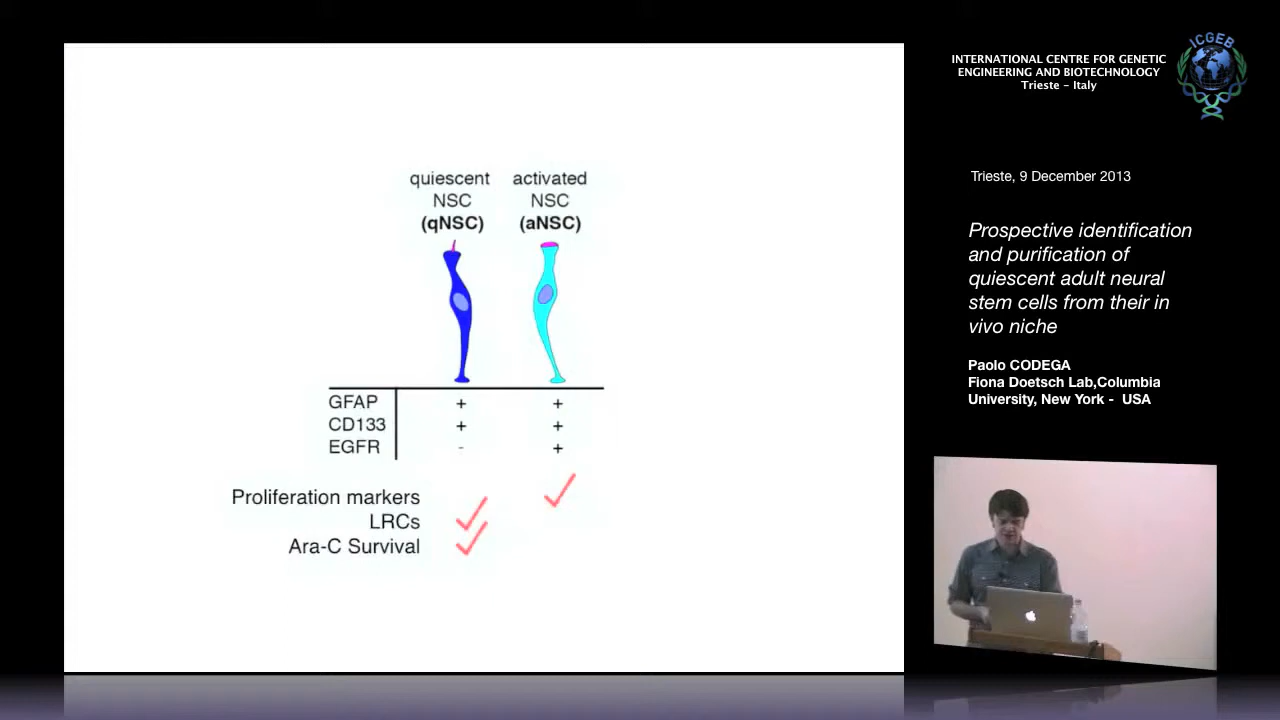 quiescent
NSC
(qNSC)
activated
NSC
(aNSC)
GFAP + +
CD133 + +
EGFR - +
Proliferation markers
LRCs
Ara-C Survival
INTERNATIONAL CENTRE FOR GENETIC
ENGINEERING AND BIOTECHNOLOGY
Trieste - Italy
ICGEB
Trieste, 9 December 2013
Prospective identification
and purification of
quiescent adult neural
stem cells from their in
vivo niche
Paolo CODEGA
Fiona Doetsch Lab,Columbia
University, New York - USA